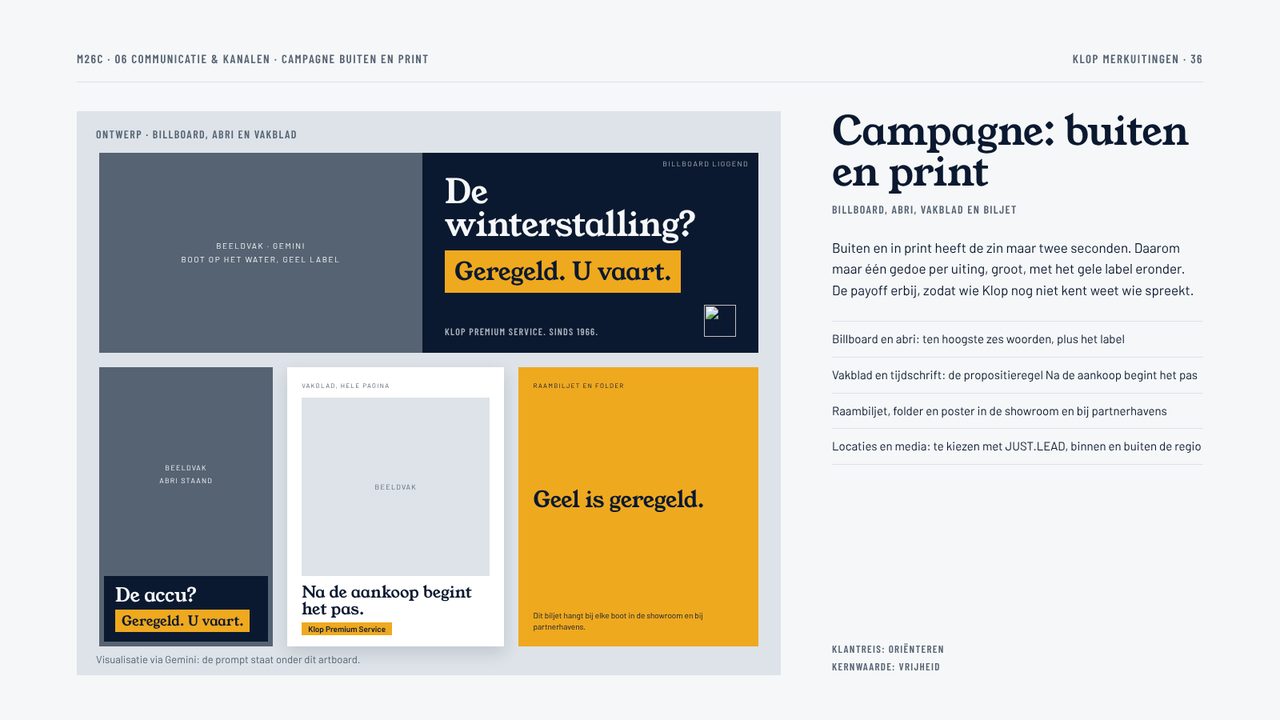 M26C · 06 COMMUNICATIE & KANALEN · CAMPAGNE BUITEN EN PRINT
KLOP MERKUITINGEN · 36
ONTWERP · BILLBOARD, ABRI EN VAKBLAD
BILLBOARD LIGGEND
BEELDVAK · GEMINI
BOOT OP HET WATER, GEEL LABEL
De
winterstalling?
Geregeld. U vaart.
KLOP PREMIUM SERVICE. SINDS 1966.
BEELDVAK
ABRI STAAND
De accu?
Geregeld. U vaart.
VAKBLAD, HELE PAGINA
BEELDVAK
Na de aankoop begint
het pas.
Klop Premium Service
RAAMBILJET EN FOLDER
Geel is geregeld.
Dit biljet hangt bij elke boot in de showroom en bij
partnerhavens.
Visualisatie via Gemini: de prompt staat onder dit artboard.
Campagne: buiten
en print
BILLBOARD, ABRI, VAKBLAD EN BILJET
Buiten en in print heeft de zin maar twee seconden. Daarom
maar één gedoe per uiting, groot, met het gele label eronder.
De payoff erbij, zodat wie Klop nog niet kent weet wie spreekt.
Billboard en abri: ten hoogste zes woorden, plus het label
Vakblad en tijdschrift: de propositieregel Na de aankoop begint het pas
Raambiljet, folder en poster in de showroom en bij partnerhavens
Locaties en media: te kiezen met JUST.LEAD, binnen en buiten de regio
KLANTREIS: ORIËNTEREN
KERNWAARDE: VRIJHEID